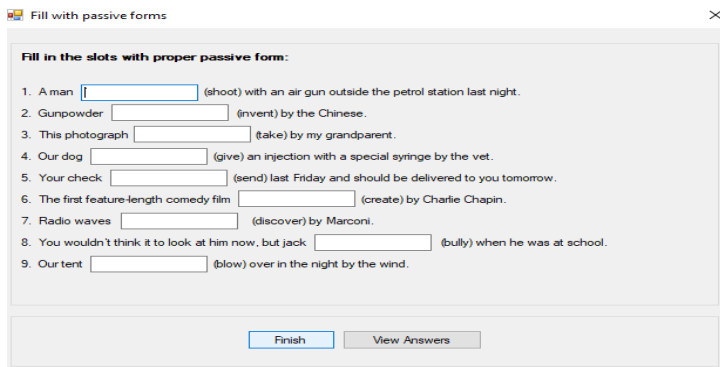 Fill with passive forms
Fill in the slots with proper passive form:
1. A man (shoot) with an air gun outside the petrol station last night.
2. Gunpowder (invent) by the Chinese.
3. This photograph (take) by my grandparent.
4. Our dog (give) an injection with a special syringe by the vet.
5. Your check (send) last Friday and should be delivered to you tomorrow.
6. The first feature-length comedy film (create) by Charlie Chapin.
7. Radio waves (discover) by Marconi.
8. You wouldn't think it to look at him now, but jack (bully) when he was at school.
9. Our tent (blow) over in the night by the wind.
Finish View Answers